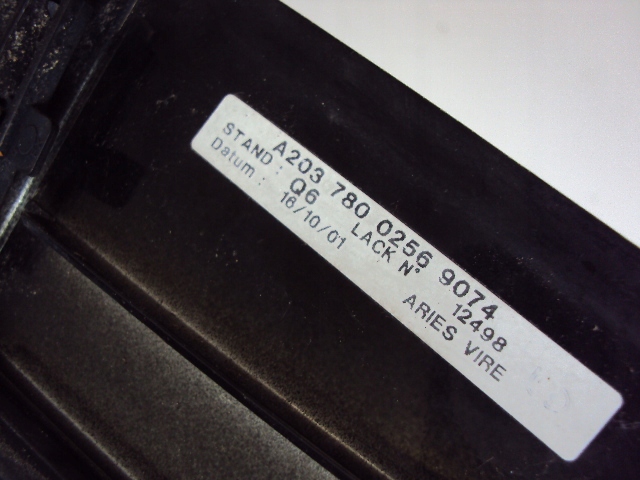 A203 780 0256 9074
STAND : Q6 LACK N° 12498
Datum : 16/10/01 ARIES VIRE